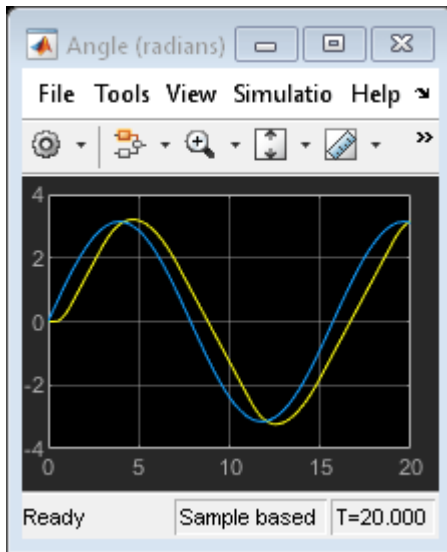 Angle (radians)
File Tools View Simulatio Help
4
2
0
-2
-4
0 5 10 15 20
Ready Sample based T=20.000